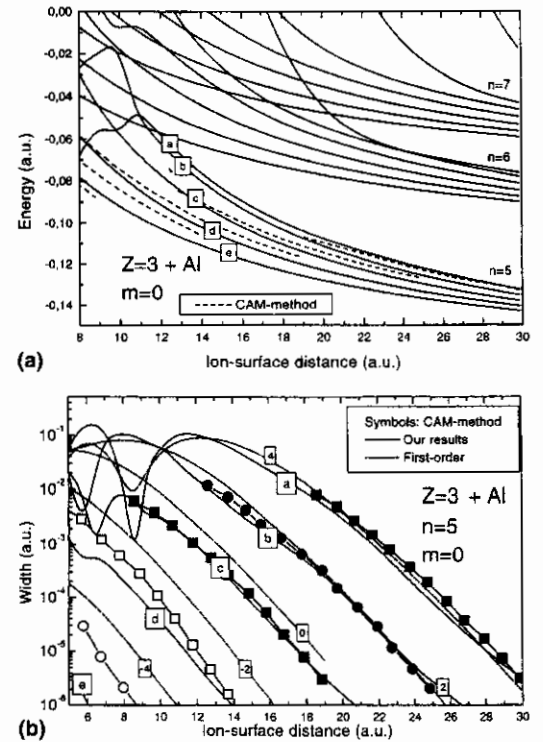 0,00
-0,02
-0,04
-0,06
-0,08
-0,10
-0,12
-0,14
Energy (a.u.)
n=7
n=6
n=5
a
b
c
d
e
Z=3 + Al
m=0
CAM-method
8 10 12 14 16 18 20 22 24 26 28 30
(a)
Ion-surface distance (a.u.)
10⁻¹
10⁻²
10⁻³
10⁻⁴
10⁻⁵
10⁻⁶
Width (a.u.)
Symbols: CAM-method
Our results
First-order
Z=3 + Al
n=5
m=0
4
a
b
c
0
d
-2
-4
e
2
6 8 10 12 14 16 18 20 22 24 26 28 30
(b)
Ion-surface distance (a.u.)